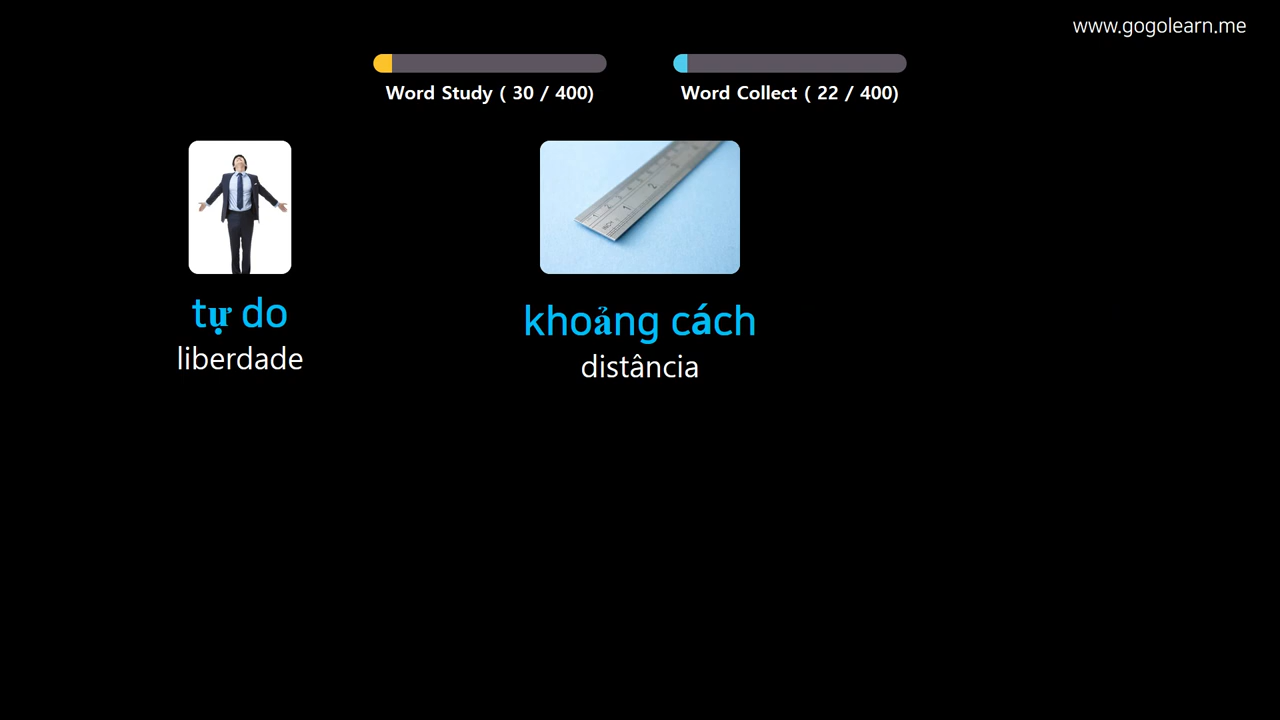 www.gogolearn.me
Word Study ( 30 / 400)
Word Collect ( 22 / 400)
tự do
liberdade
khoảng cách
distância